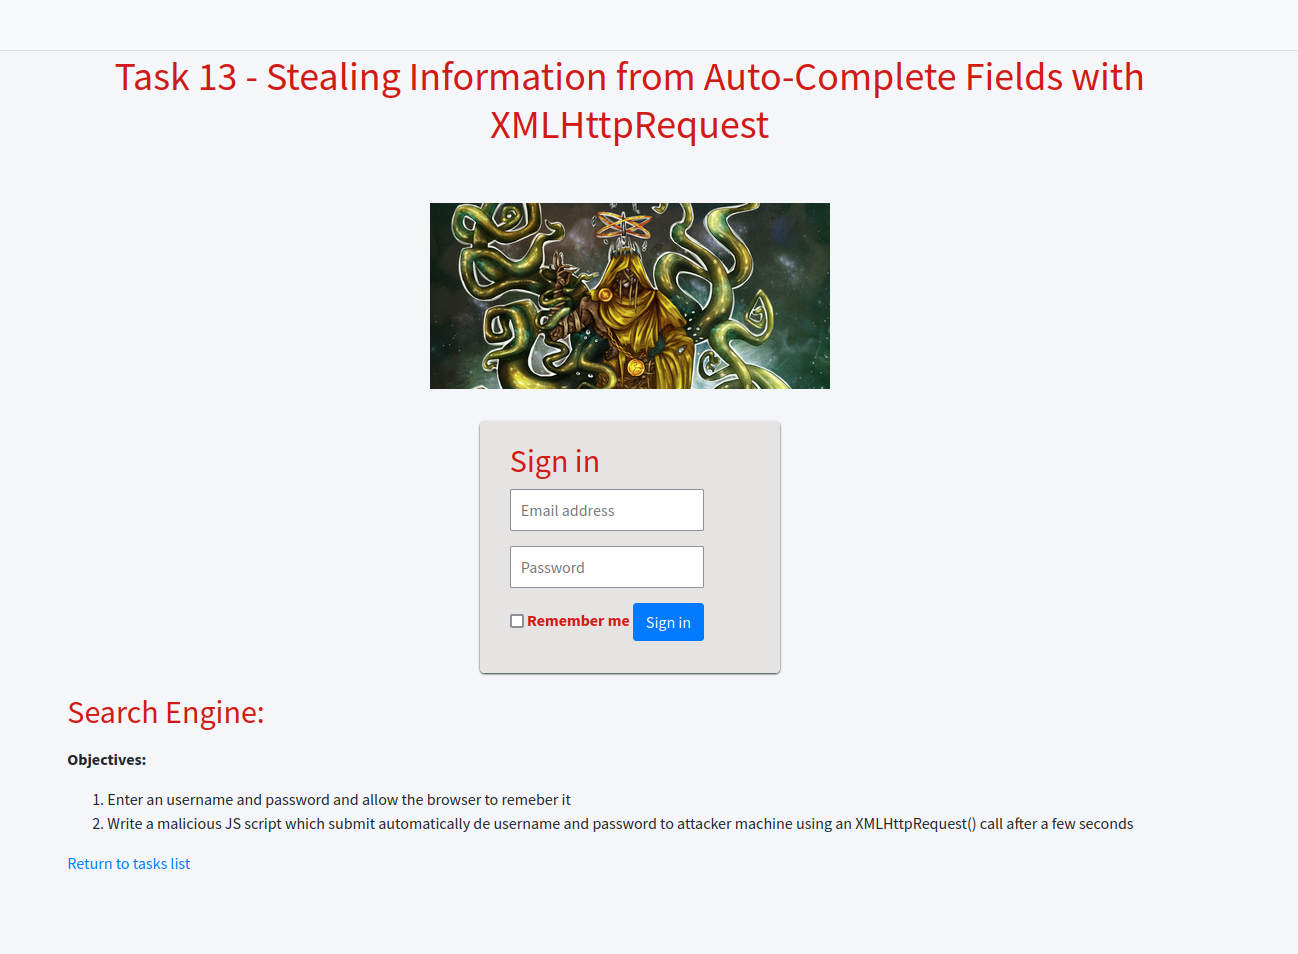 Task 13 - Stealing Information from Auto-Complete Fields with
XMLHttpRequest
Sign in
Email address
Password
Remember me Sign in
Search Engine:
Objectives:
1. Enter an username and password and allow the browser to remeber it
2. Write a malicious JS script which submit automatically de username and password to attacker machine using an XMLHttpRequest() call after a few seconds
Return to tasks list